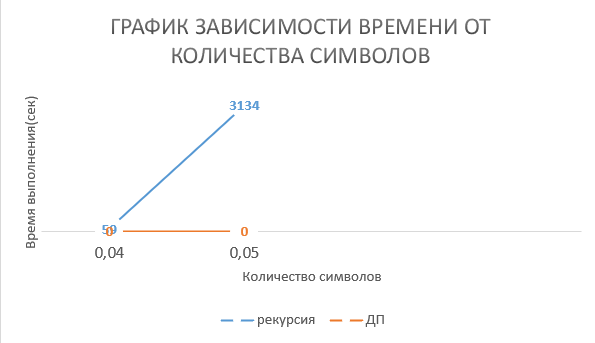 ГРАФИК ЗАВИСИМОСТИ ВРЕМЕНИ ОТ
КОЛИЧЕСТВА СИМВОЛОВ
Время выполнения(сек)
3134
59
0
0
0,04
0,05
Количество символов
рекурсия
ДП